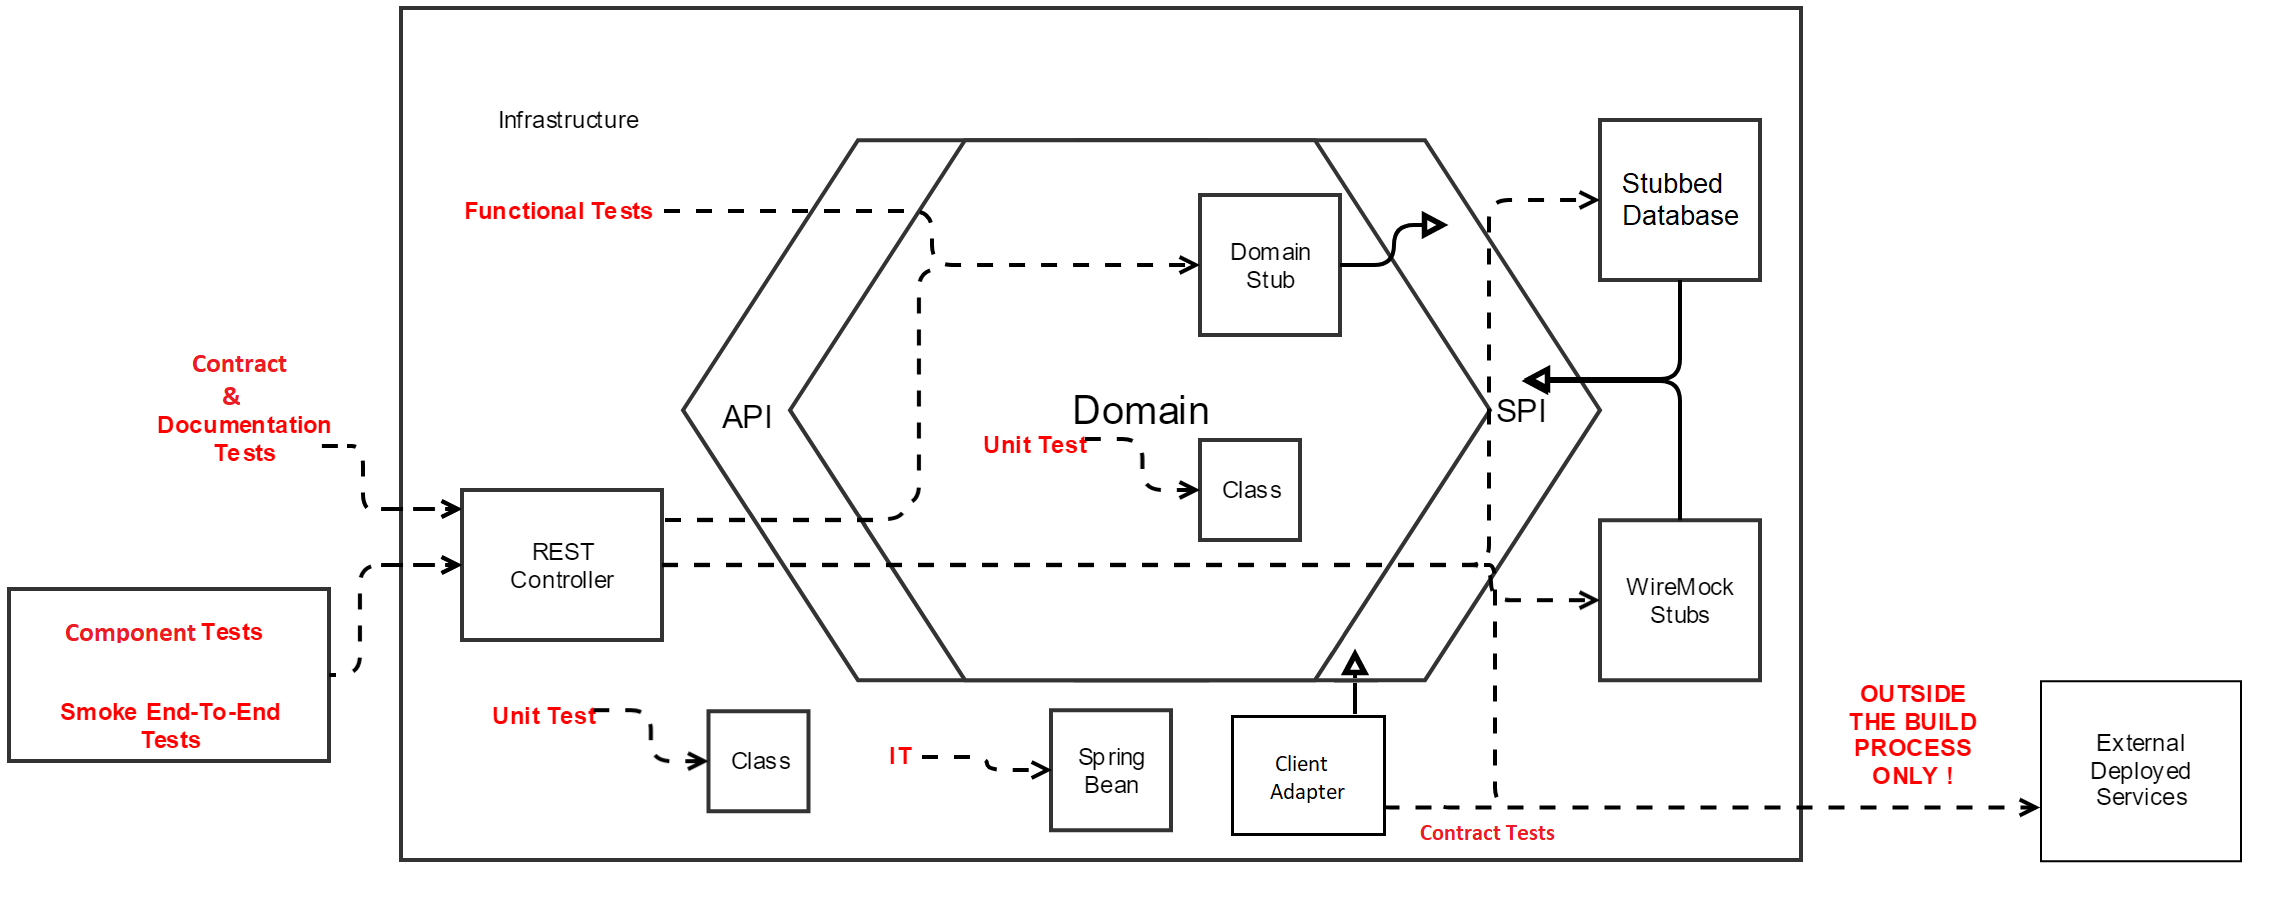 Infrastructure
Functional Tests
Stubbed
Database
Domain
Stub
Contract
&
Documentation
Tests
API
Domain
SPI
Unit Test
Class
REST
Controller
WireMock
Stubs
Component Tests
Smoke End-To-End
Tests
Unit Test
Class
IT
Spring
Bean
Client
Adapter
Contract Tests
OUTSIDE
THE BUILD
PROCESS
ONLY !
External
Deployed
Services